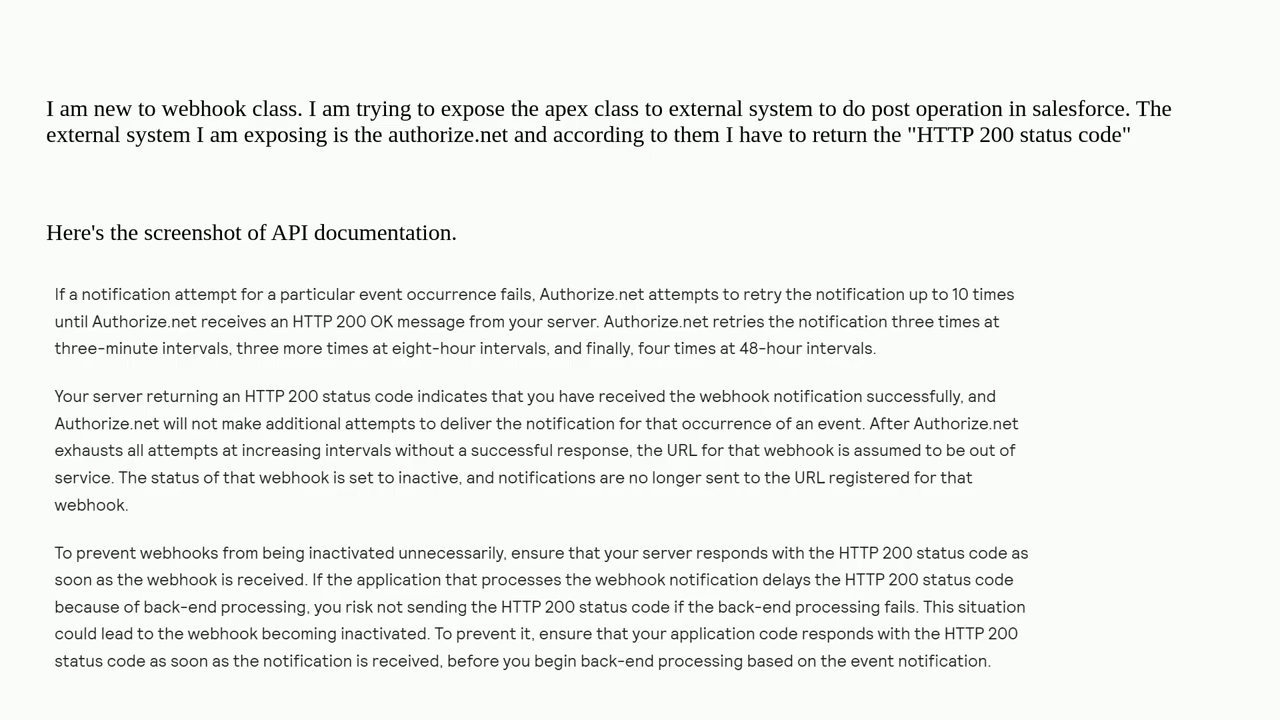 I am new to webhook class. I am trying to expose the apex class to external system to do post operation in salesforce. The
external system I am exposing is the authorize.net and according to them I have to return the "HTTP 200 status code"
Here's the screenshot of API documentation.
If a notification attempt for a particular event occurrence fails, Authorize.net attempts to retry the notification up to 10 times
until Authorize.net receives an HTTP 200 OK message from your server. Authorize.net retries the notification three times at
three-minute intervals, three more times at eight-hour intervals, and finally, four times at 48-hour intervals.
Your server returning an HTTP 200 status code indicates that you have received the webhook notification successfully, and
Authorize.net will not make additional attempts to deliver the notification for that occurrence of an event. After Authorize.net
exhausts all attempts at increasing intervals without a successful response, the URL for that webhook is assumed to be out of
service. The status of that webhook is set to inactive, and notifications are no longer sent to the URL registered for that
webhook.
To prevent webhooks from being inactivated unnecessarily, ensure that your server responds with the HTTP 200 status code as
soon as the webhook is received. If the application that processes the webhook notification delays the HTTP 200 status code
because of back-end processing, you risk not sending the HTTP 200 status code if the back-end processing fails. This situation
could lead to the webhook becoming inactivated. To prevent it, ensure that your application code responds with the HTTP 200
status code as soon as the notification is received, before you begin back-end processing based on the event notification.